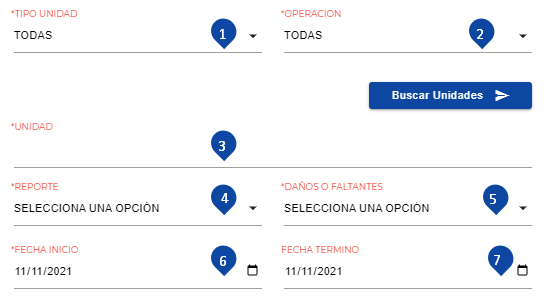 *TIPO UNIDAD
*OPERACION
TODAS 1
TODAS 2
Buscar Unidades
*UNIDAD
3
*REPORTE
*DAÑOS O FALTANTES
SELECCIONA UNA OPCIÓN 4
SELECCIONA UNA OPCIÓN 5
*FECHA INICIO
FECHA TERMINO
11/11/2021 6
11/11/2021 7